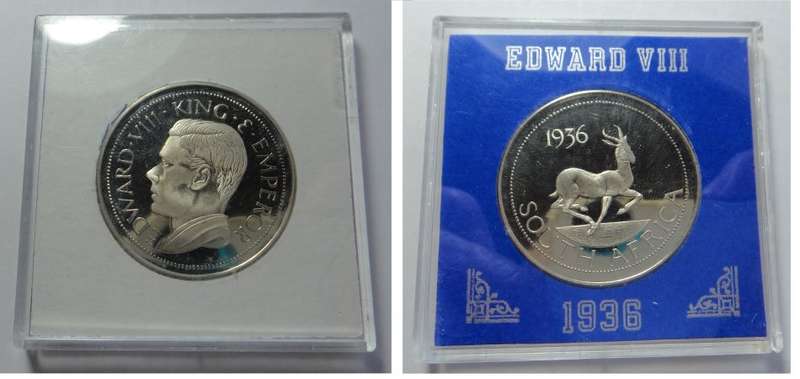 EDWARD · VIII · KING · & · EMPEROR
EDWARD VIII
1936
SOUTH AFRICA
1936